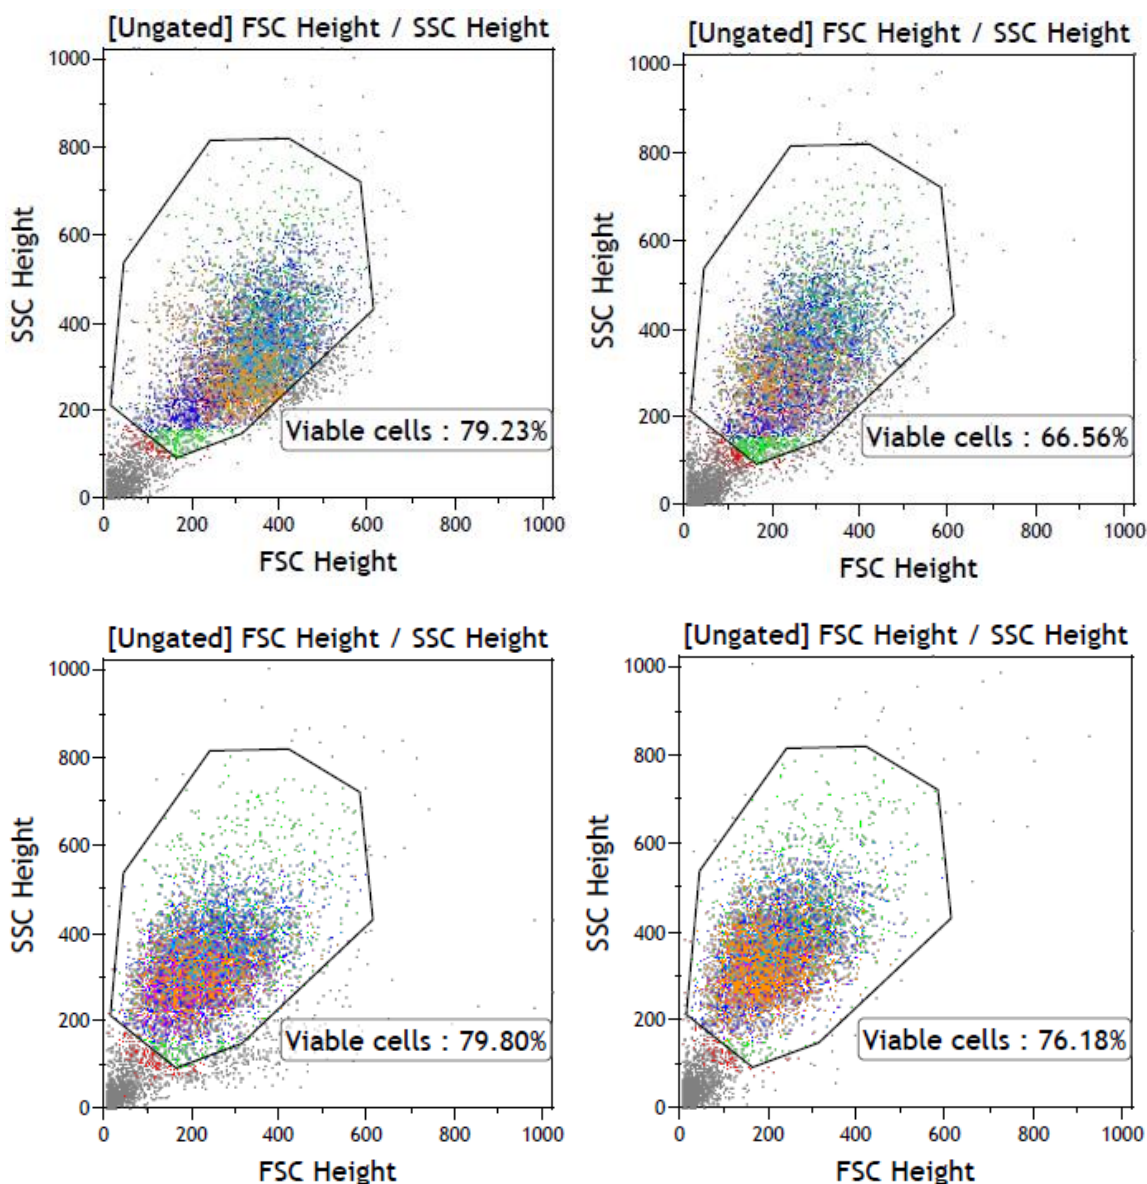 [Ungated] FSC Height / SSC Height
1000
800
600
400
200
0
SSC Height
Viable cells : 79.23%
0 200 400 600 800 1000
FSC Height
[Ungated] FSC Height / SSC Height
1000
800
600
400
200
0
SSC Height
Viable cells : 66.56%
0 200 400 600 800 1000
FSC Height
[Ungated] FSC Height / SSC Height
1000
800
600
400
200
0
SSC Height
Viable cells : 79.80%
0 200 400 600 800 1000
FSC Height
[Ungated] FSC Height / SSC Height
1000
800
600
400
200
0
SSC Height
Viable cells : 76.18%
0 200 400 600 800 1000
FSC Height